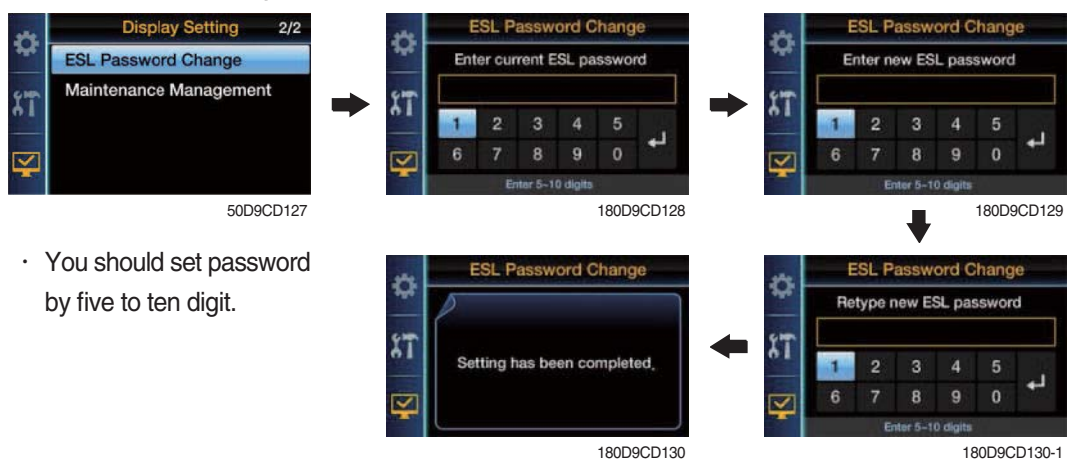 Display Setting 2/2
ESL Password Change
Maintenance Management
50D9CD127
ESL Password Change
Enter current ESL password
1 2 3 4 5
6 7 8 9 0
Enter 5~10 digits
180D9CD128
ESL Password Change
Enter new ESL password
1 2 3 4 5
6 7 8 9 0
Enter 5~10 digits
180D9CD129
· You should set password
by five to ten digit.
ESL Password Change
Setting has been completed.
180D9CD130
ESL Password Change
Retype new ESL password
1 2 3 4 5
6 7 8 9 0
Enter 5~10 digits
180D9CD130-1